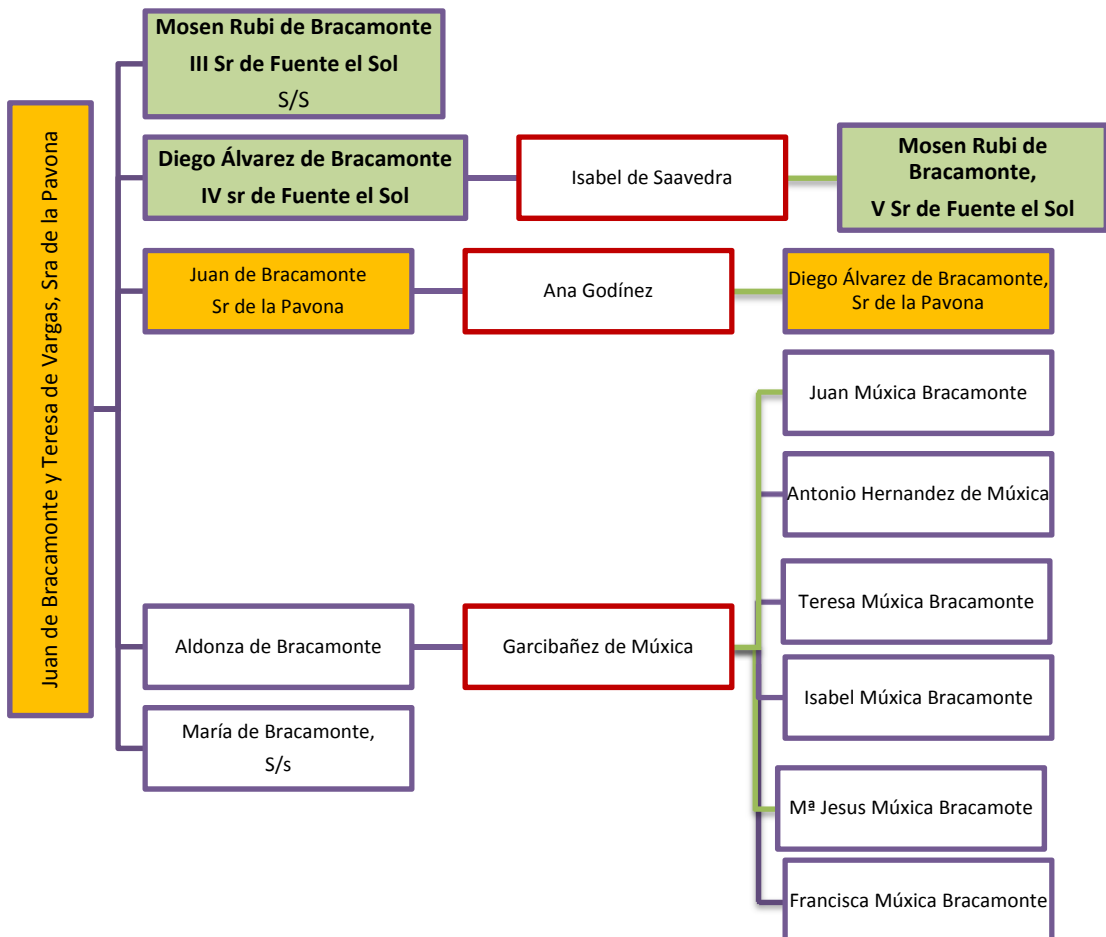 Juan de Bracamonte y Teresa de Vargas, Sra de la Pavona
Mosen Rubi de Bracamonte
III Sr de Fuente el Sol
S/S
Diego Álvarez de Bracamonte
IV sr de Fuente el Sol
Isabel de Saavedra
Mosen Rubi de
Bracamonte,
V Sr de Fuente el Sol
Juan de Bracamonte
Sr de la Pavona
Ana Godínez
Diego Álvarez de Bracamonte,
Sr de la Pavona
Aldonza de Bracamonte
Garcibañez de Múxica
Juan Múxica Bracamonte
Antonio Hernandez de Múxica
Teresa Múxica Bracamonte
Isabel Múxica Bracamonte
Mª Jesus Múxica Bracamote
Francisca Múxica Bracamonte
María de Bracamonte,
S/s